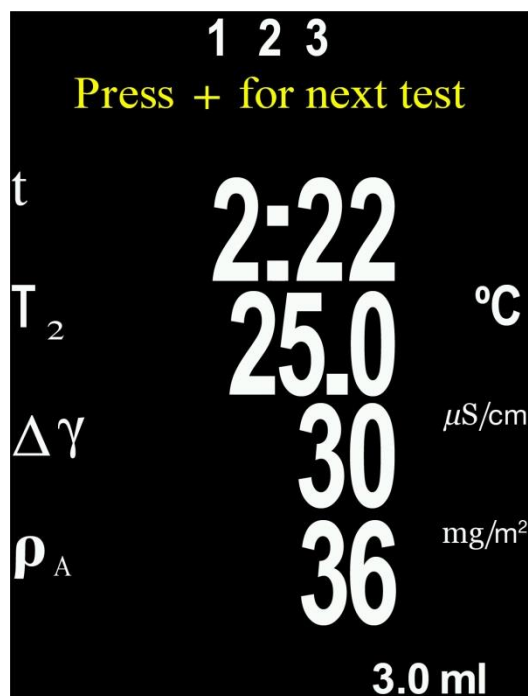 1 2 3
Press + for next test
t 2:22
T₂ 25.0 ºC
Δγ 30 µS/cm
ρ_A 36 mg/m²
3.0 ml